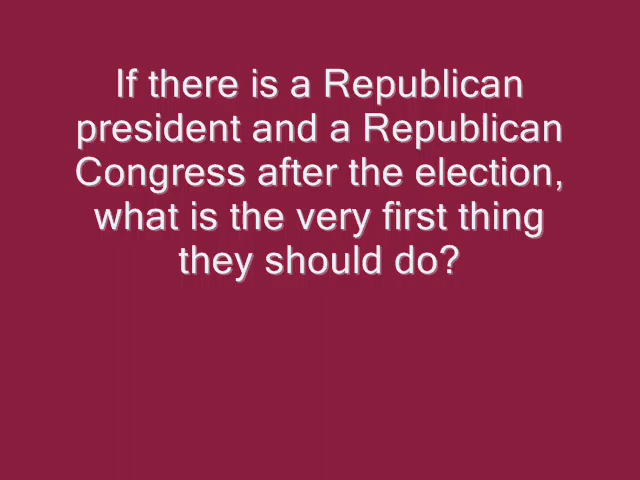 If there is a Republican
president and a Republican
Congress after the election,
what is the very first thing
they should do?